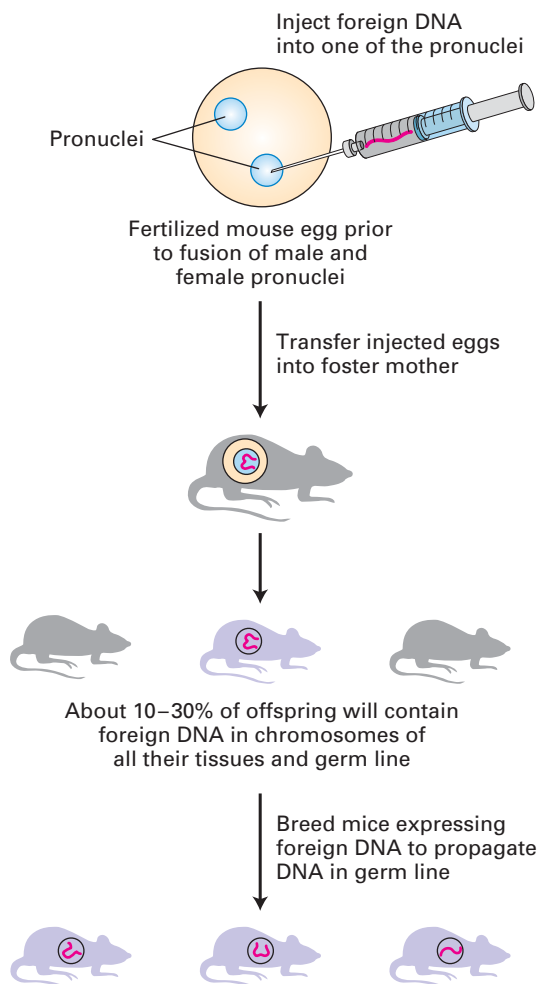 Inject foreign DNA
into one of the pronuclei
Pronuclei
Fertilized mouse egg prior
to fusion of male and
female pronuclei
Transfer injected eggs
into foster mother
About 10–30% of offspring will contain
foreign DNA in chromosomes of
all their tissues and germ line
Breed mice expressing
foreign DNA to propagate
DNA in germ line